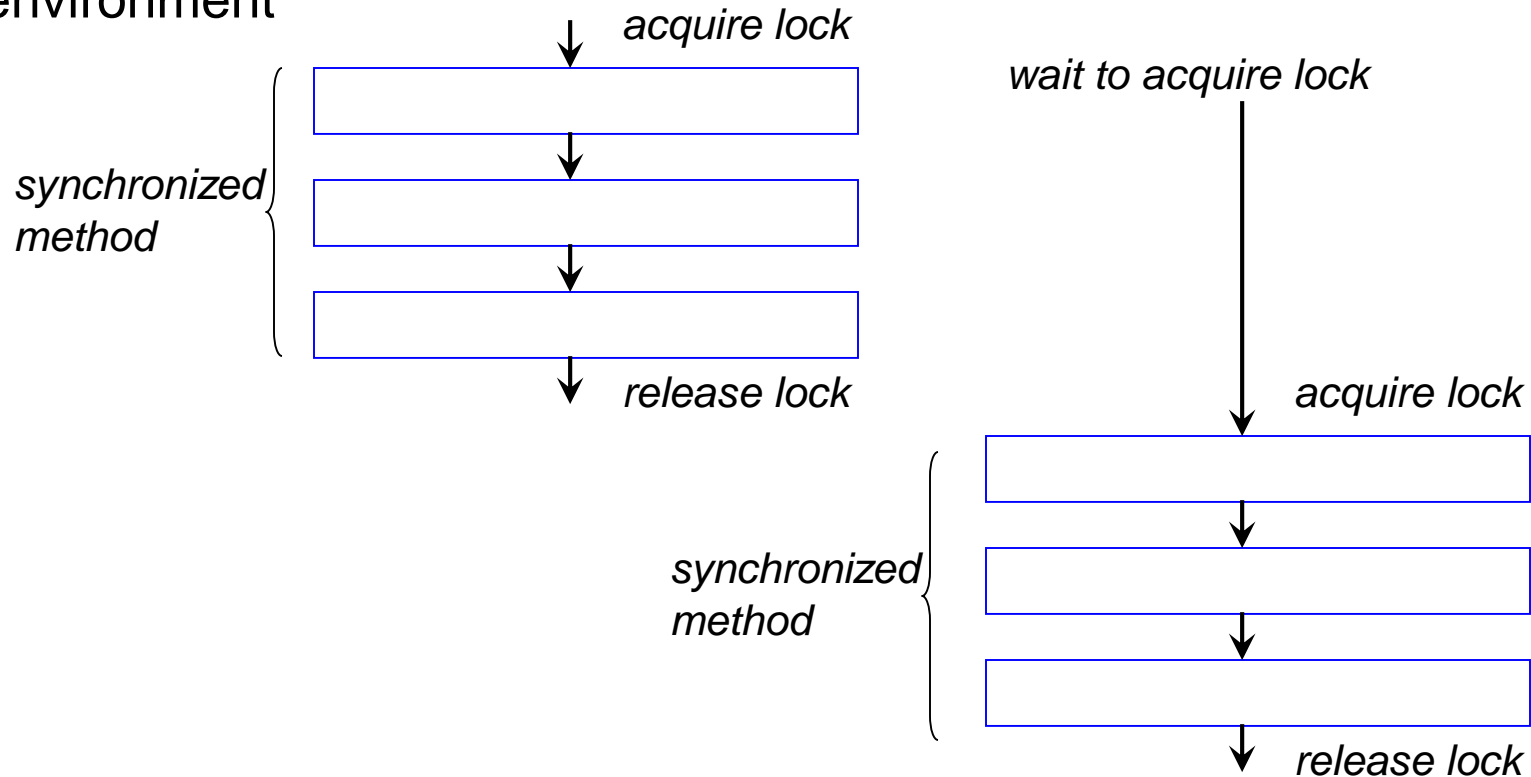 environment
acquire lock
wait to acquire lock
synchronized
method
release lock
acquire lock
synchronized
method
release lock